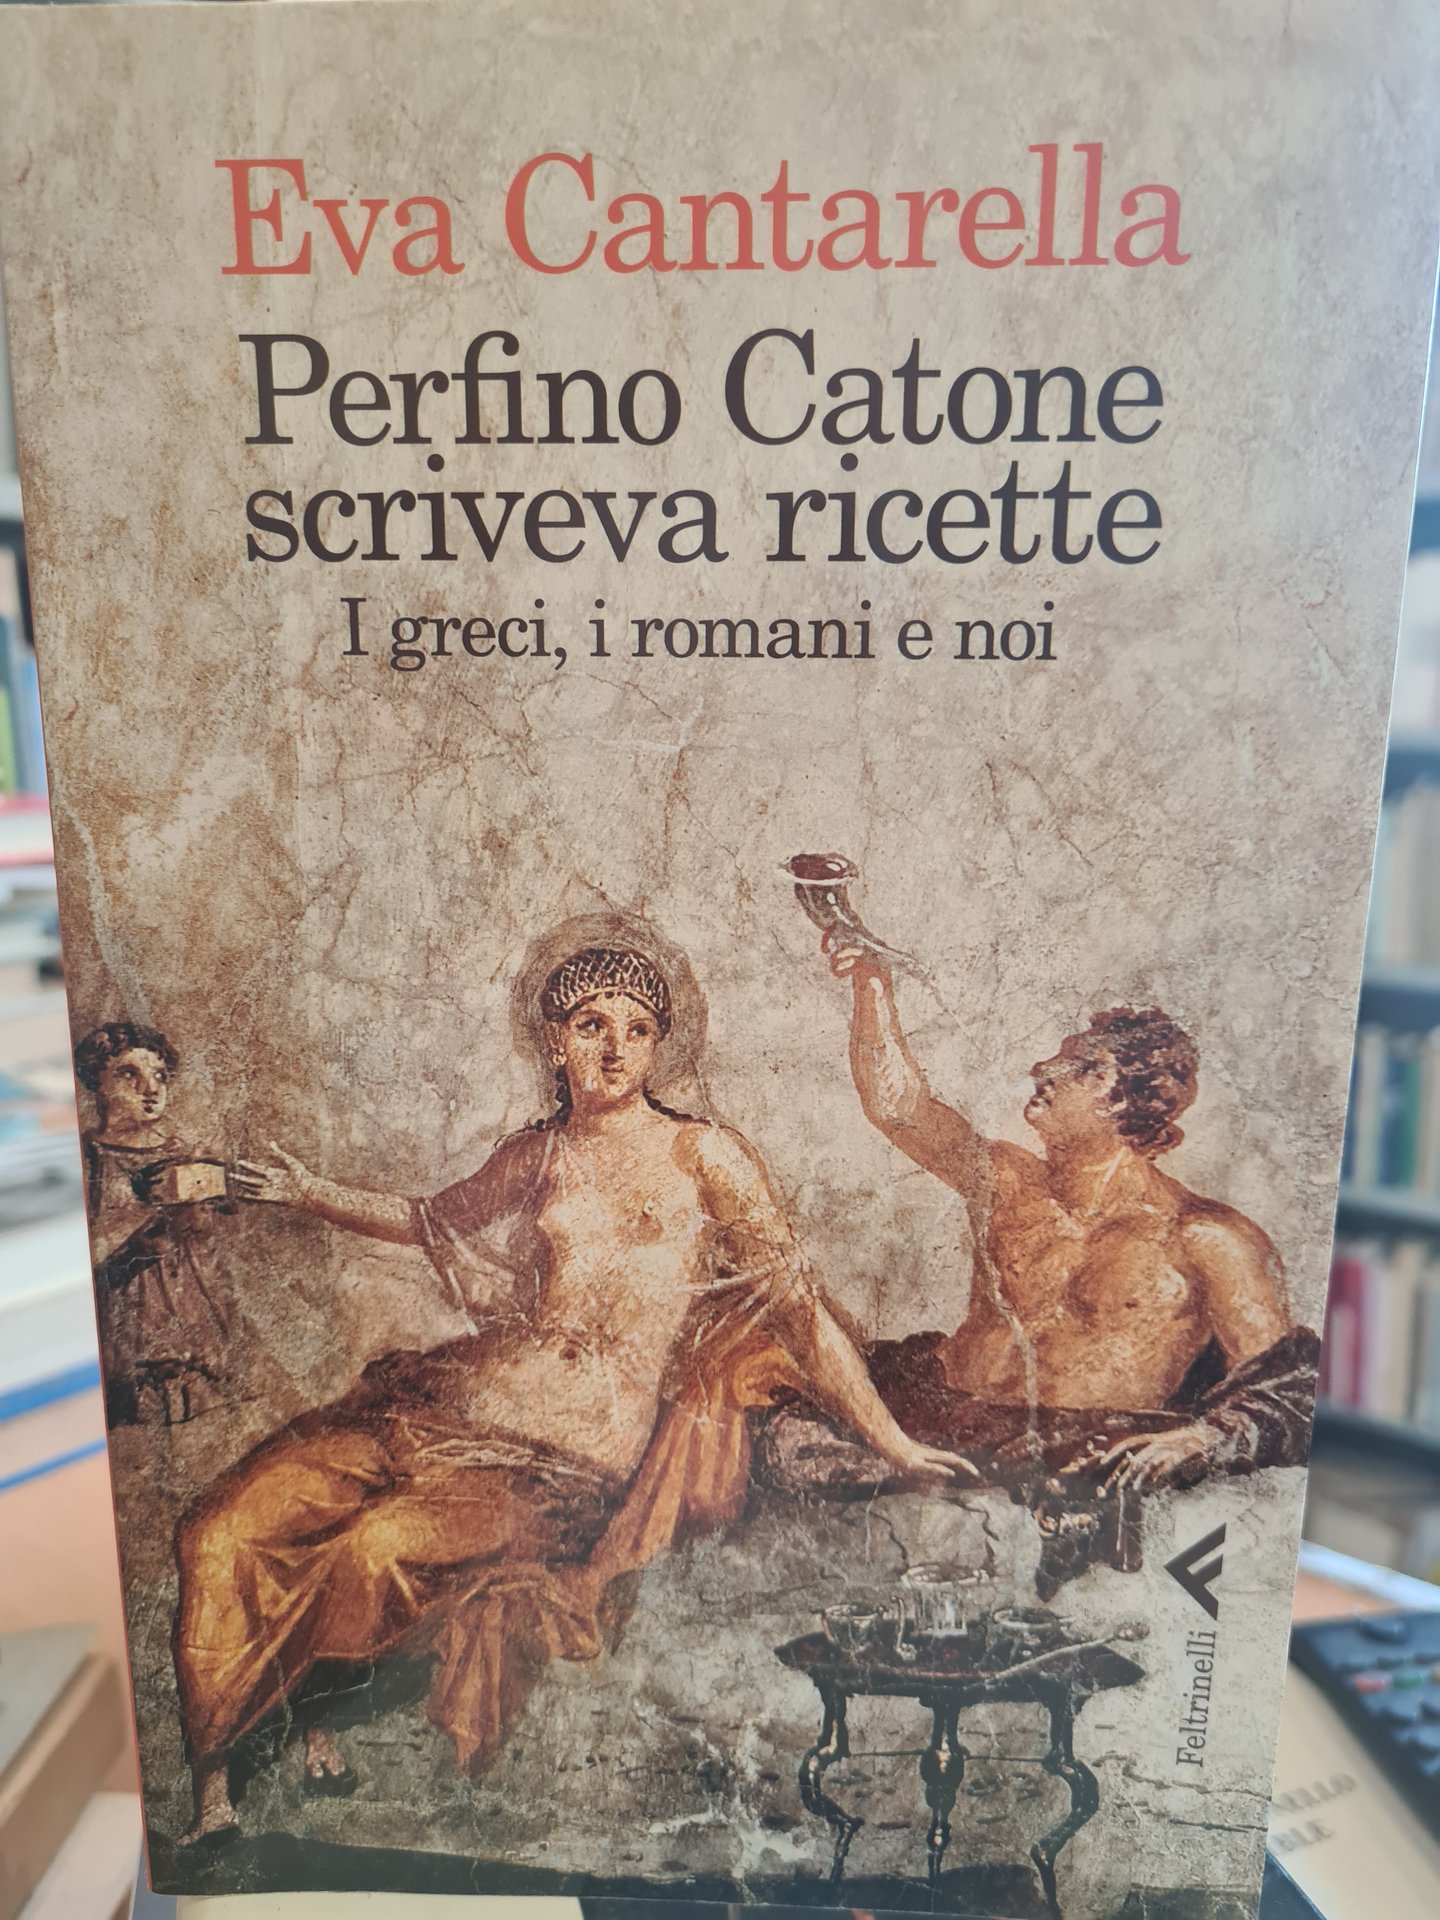 Eva Cantarella
Perfino Catone
scriveva ricette
I greci, i romani e noi
Feltrinelli